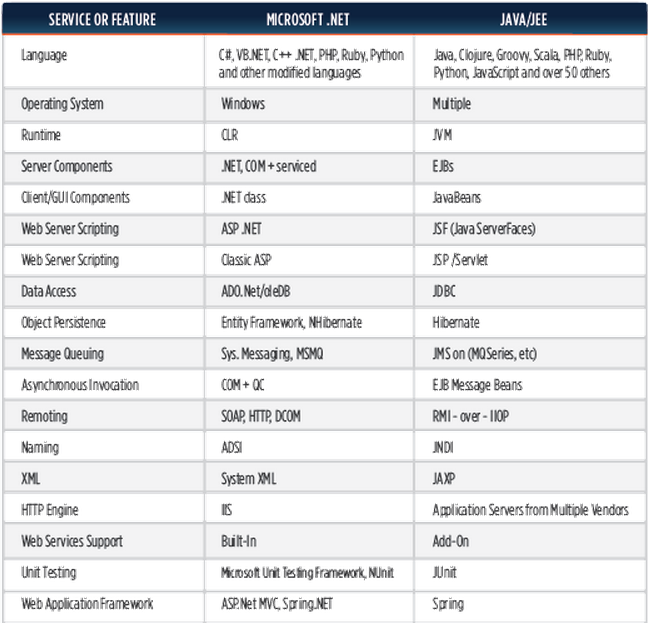 SERVICE OR FEATURE MICROSOFT .NET JAVA/JEE
Language C#, VB.NET, C++ .NET, PHP, Ruby, Python and other modified languages Java, Clojure, Groovy, Scala, PHP, Ruby, Python, JavaScript and over 50 others
Operating System Windows Multiple
Runtime CLR JVM
Server Components .NET, COM + serviced EJBs
Client/GUI Components .NET class JavaBeans
Web Server Scripting ASP .NET JSF (Java ServerFaces)
Web Server Scripting Classic ASP JSP /Servlet
Data Access ADO.Net/oleDB JDBC
Object Persistence Entity Framework, NHibernate Hibernate
Message Queuing Sys. Messaging, MSMQ JMS on (MQSeries, etc)
Asynchronous Invocation COM + QC EJB Message Beans
Remoting SOAP, HTTP, DCOM RMI - over - IIOP
Naming ADSI JNDI
XML System XML JAXP
HTTP Engine IIS Application Servers from Multiple Vendors
Web Services Support Built-In Add-On
Unit Testing Microsoft Unit Testing Framework, NUnit JUnit
Web Application Framework ASP.Net MVC, Spring.NET Spring